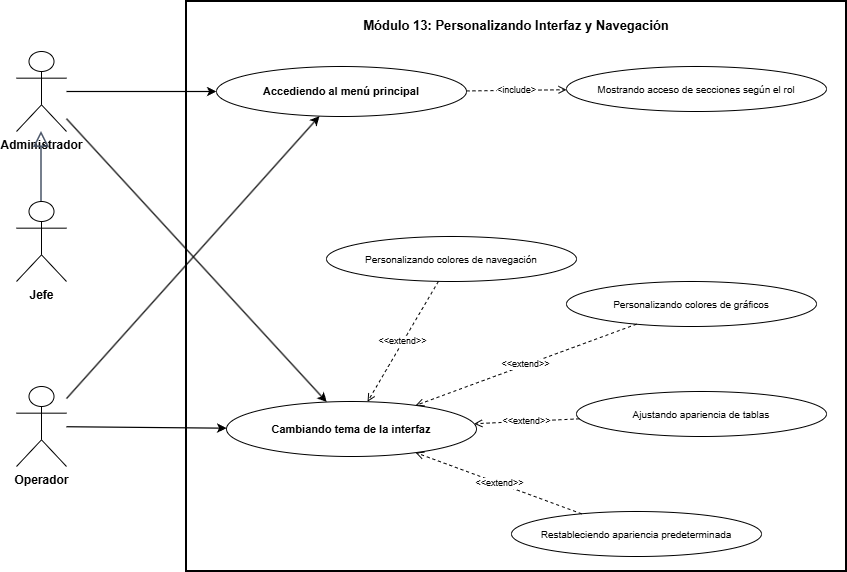 Módulo 13: Personalizando Interfaz y Navegación
Accediendo al menú principal
<include>
Mostrando acceso de secciones según el rol
Administrador
Personalizando colores de navegación
Jefe
Personalizando colores de gráficos
<<extend>>
<<extend>>
Ajustando apariencia de tablas
<<extend>>
Cambiando tema de la interfaz
Operador
<<extend>>
Restableciendo apariencia predeterminada